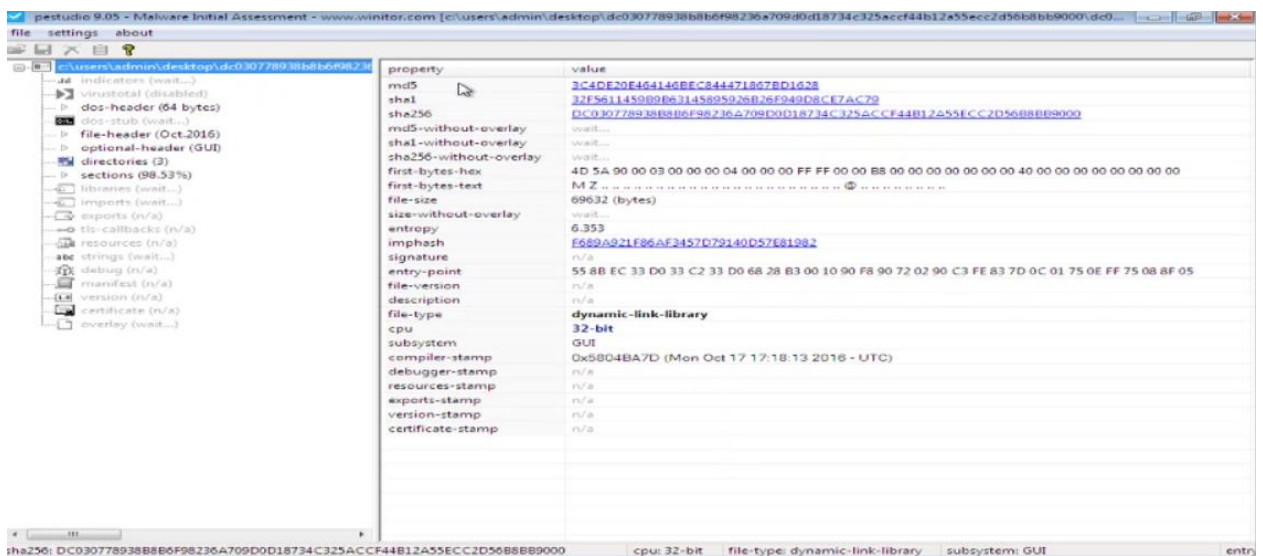 pestudio 9.05 - Malware Initial Assessment - www.winitor.com [c:\users\admin\desktop\dc030778938b8b6f98236a709d0d18734c325accf44b12a55ecc2d56b8bb9000\dc0...
file settings about
c:\users\admin\desktop\dc030778938b8b6f98236
indicators (wait...)
virustotal (disabled)
dos-header (64 bytes)
dos-stub (wait...)
file-header (Oct.2016)
optional-header (GUI)
directories (3)
sections (98.53%)
libraries (wait...)
imports (wait...)
exports (n/a)
tls-callbacks (n/a)
resources (n/a)
abc strings (wait...)
debug (n/a)
manifest (n/a)
version (n/a)
certificate (n/a)
overlay (wait...)
property value
md5 3C4DE20E464146BEC844471867BD1628
sha1 32F5611459B9B63145895926B26F949D8CE7AC79
sha256 DC030778938B8B6F98236A709D0D18734C325ACCF44B12A55ECC2D56B8BB9000
md5-without-overlay wait...
sha1-without-overlay wait...
sha256-without-overlay wait...
first-bytes-hex 4D 5A 90 00 03 00 00 00 04 00 00 00 FF FF 00 00 B8 00 00 00 00 00 00 00 40 00 00 00 00 00 00 00 00 00
first-bytes-text M Z .. .. .. .. .. .. .. .. .. .. .. .. .. .. .. .. .. .. .. .. @ .. .. .. .. .. .. .. .. ..
file-size 69632 (bytes)
size-without-overlay wait...
entropy 6.353
imphash F689A921F86AF3457D79140D57E81982
signature n/a
entry-point 55 8B EC 33 D0 33 C2 33 D0 68 28 B3 00 10 90 F8 90 72 02 90 C3 FE 83 7D 0C 01 75 0E FF 75 08 8F 05
file-version n/a
description n/a
file-type dynamic-link-library
cpu 32-bit
subsystem GUI
compiler-stamp 0x5804BA7D (Mon Oct 17 17:18:13 2016 - UTC)
debugger-stamp n/a
resources-stamp n/a
exports-stamp n/a
version-stamp n/a
certificate-stamp n/a
sha256: DC030778938B8B6F98236A709D0D18734C325ACCF44B12A55ECC2D56B8BB9000 cpu: 32-bit file-type: dynamic-link-library subsystem: GUI entry